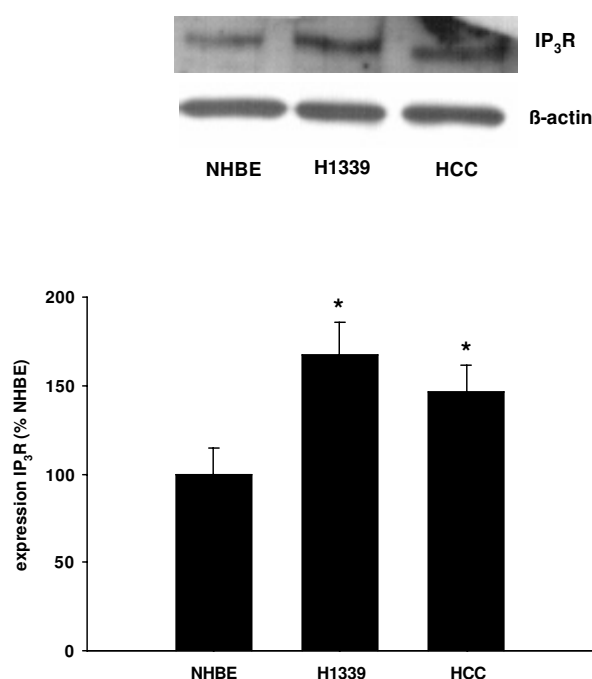 IP₃R
ß-actin
NHBE H1339 HCC
200
150
100
50
0
expression IP₃R (% NHBE)
* *
NHBE H1339 HCC